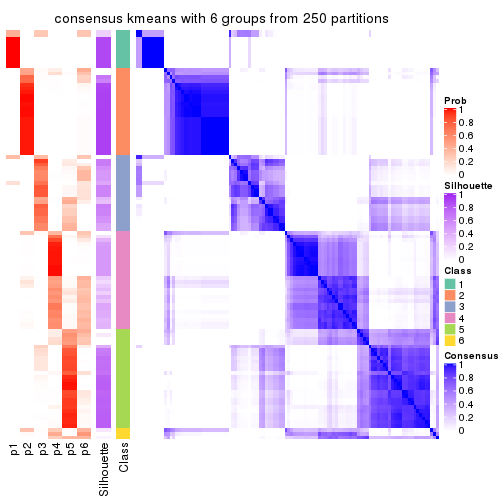 consensus kmeans with 6 groups from 250 partitions
Prob
1
0.8
0.6
0.4
0.2
0
Silhouette
1
0.8
0.6
0.4
0.2
0
Class
1
2
3
4
5
6
Consensus
1
0.8
0.6
0.4
0.2
0
p1
p2
p3
p4
p5
p6
Silhouette
Class